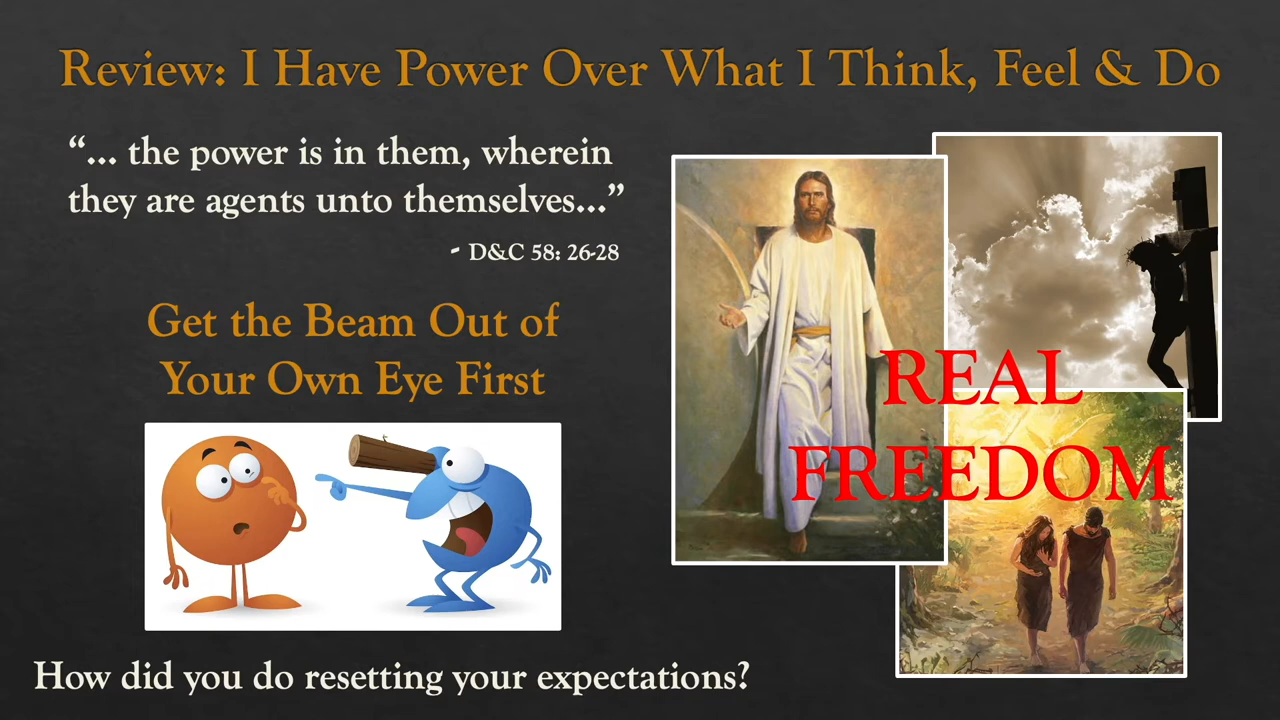 Review: I Have Power Over What I Think, Feel & Do
“... the power is in them, wherein
they are agents unto themselves...”
- D&C 58: 26-28
Get the Beam Out of
Your Own Eye First
REAL
FREEDOM
How did you do resetting your expectations?